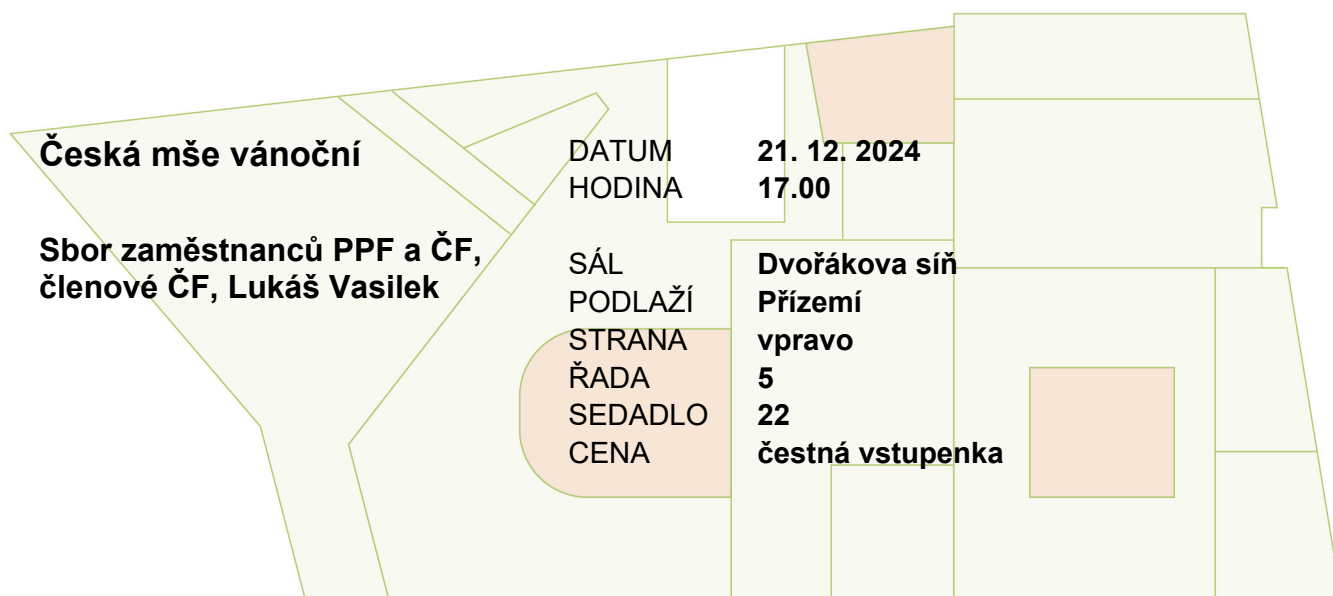 Česká mše vánoční
Sbor zaměstnanců PPF a ČF,
členové ČF, Lukáš Vasilek
DATUM 21. 12. 2024
HODINA 17.00
SÁL Dvořákova síň
PODLAŽÍ Přízemí
STRANA vpravo
ŘADA 5
SEDADLO 22
CENA čestná vstupenka